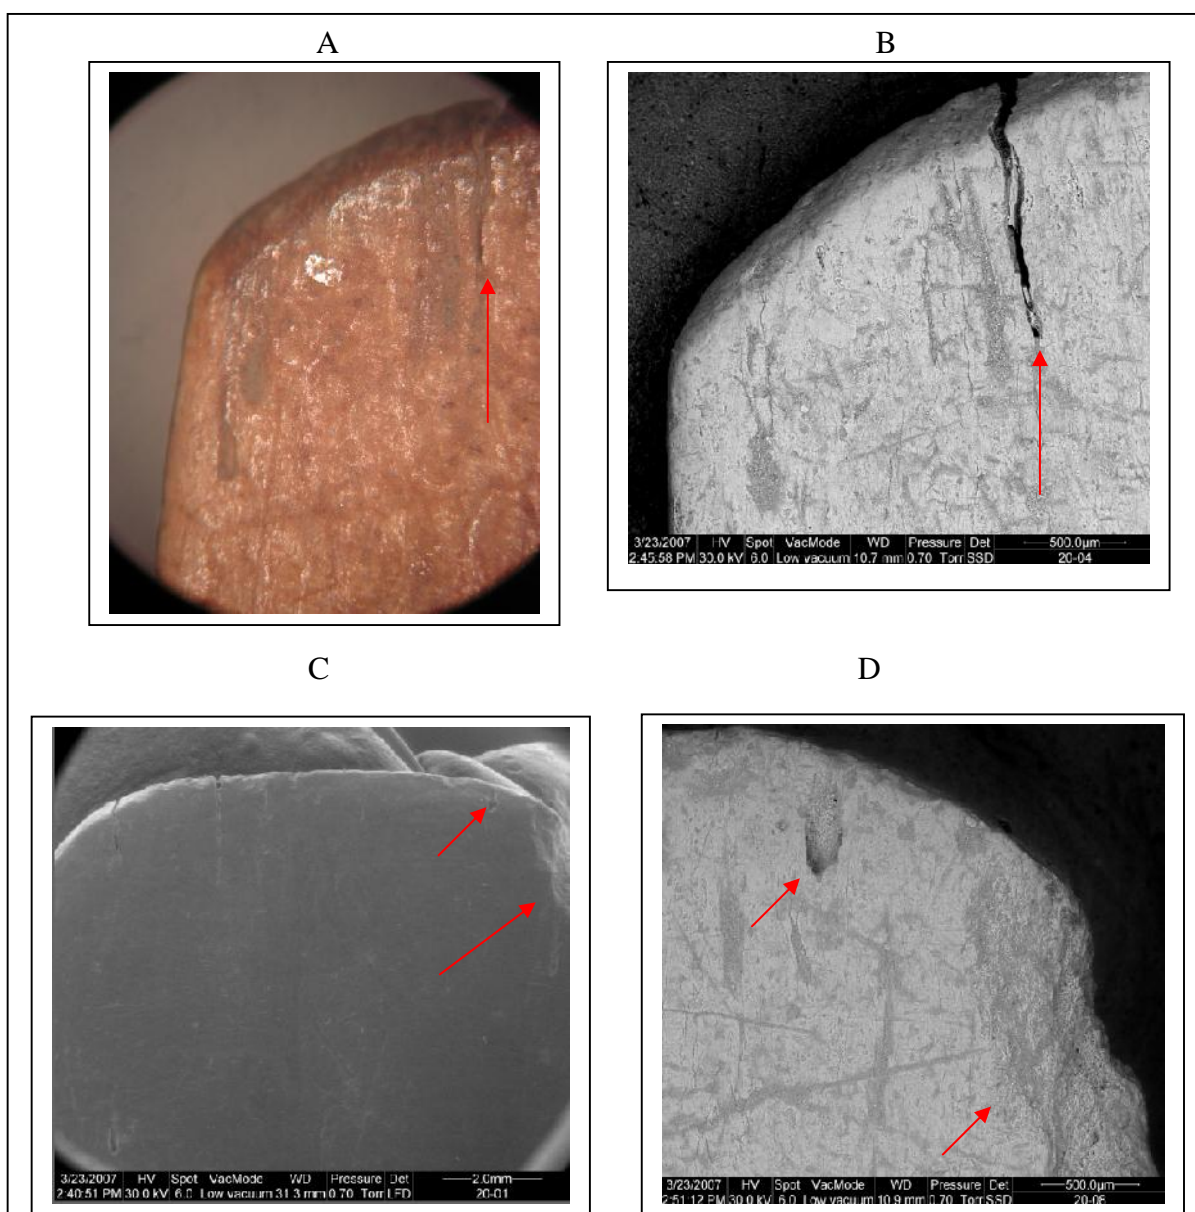 A
B
3/23/2007 HV Spot VacMode WD Pressure Det 500.0µm
2:45:58 PM 30.0 kV 6.0 Low vacuum 10.7 mm 0.70 Torr SSD 20-04
C
D
3/23/2007 HV Spot VacMode WD Pressure Det 2.0mm
2:40:51 PM 30.0 kV 6.0 Low vacuum 31.3 mm 0.70 Torr LFD 20-01
3/23/2007 HV Spot VacMode WD Pressure Det 500.0µm
2:51:12 PM 30.0 kV 6.0 Low vacuum 10.9 mm 0.70 Torr SSD